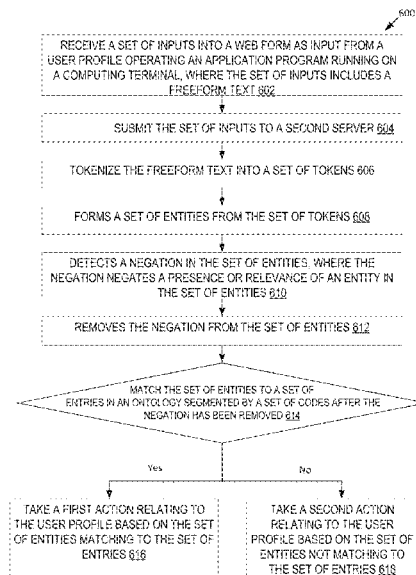 600
RECEIVE A SET OF INPUTS INTO A WEB FORM AS INPUT FROM A
USER PROFILE OPERATING AN APPLICATION PROGRAM RUNNING ON
A COMPUTING TERMINAL, WHERE THE SET OF INPUTS INCLUDES A
FREEFORM TEXT 602
SUBMIT THE SET OF INPUTS TO A SECOND SERVER 604
TOKENIZE THE FREEFORM TEXT INTO A SET OF TOKENS 606
FORMS A SET OF ENTITIES FROM THE SET OF TOKENS 608
DETECTS A NEGATION IN THE SET OF ENTITIES, WHERE THE
NEGATION NEGATES A PRESENCE OR RELEVANCE OF AN ENTITY IN
THE SET OF ENTITIES 610
REMOVES THE NEGATION FROM THE SET OF ENTITIES 612
MATCH THE SET OF ENTITIES TO A SET OF
ENTRIES IN AN ONTOLOGY SEGMENTED BY A SET OF CODES AFTER THE
NEGATION HAS BEEN REMOVED 614
Yes
No
TAKE A FIRST ACTION RELATING TO
THE USER PROFILE BASED ON THE SET
OF ENTITIES MATCHING TO THE SET OF
ENTRIES 616
TAKE A SECOND ACTION
RELATING TO THE USER
PROFILE BASED ON THE SET OF
ENTITIES NOT MATCHING TO
THE SET OF ENTRIES 618